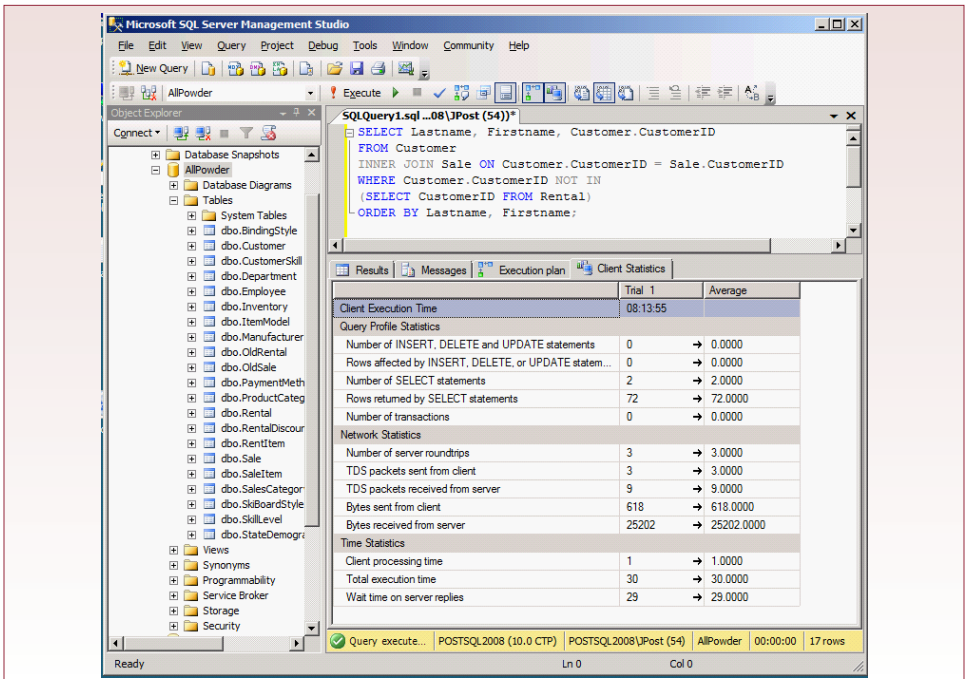 Microsoft SQL Server Management Studio
File Edit View Query Project Debug Tools Window Community Help
New Query
AllPowder Execute
Object Explorer
SQLQuery1.sql ...08\JPost (54))*
Connect
Database Snapshots
AllPowder
Database Diagrams
Tables
System Tables
dbo.BindingStyle
dbo.Customer
dbo.CustomerSkill
dbo.Department
dbo.Employee
dbo.Inventory
dbo.ItemModel
dbo.Manufacturer
dbo.OldRental
dbo.OldSale
dbo.PaymentMeth
dbo.ProductCateg
dbo.Rental
dbo.RentalDiscour
dbo.RentItem
dbo.Sale
dbo.SaleItem
dbo.SalesCategor
dbo.SkiBoardStyle
dbo.SkillLevel
dbo.StateDemogra
Views
Synonyms
Programmability
Service Broker
Storage
Security
SELECT Lastname, Firstname, Customer.CustomerID
FROM Customer
INNER JOIN Sale ON Customer.CustomerID = Sale.CustomerID
WHERE Customer.CustomerID NOT IN
(SELECT CustomerID FROM Rental)
ORDER BY Lastname, Firstname;
Results Messages Execution plan Client Statistics
Trial 1 Average
Client Execution Time 08:13:55
Query Profile Statistics
Number of INSERT, DELETE and UPDATE statements 0 → 0.0000
Rows affected by INSERT, DELETE, or UPDATE statem... 0 → 0.0000
Number of SELECT statements 2 → 2.0000
Rows returned by SELECT statements 72 → 72.0000
Number of transactions 0 → 0.0000
Network Statistics
Number of server roundtrips 3 → 3.0000
TDS packets sent from client 3 → 3.0000
TDS packets received from server 9 → 9.0000
Bytes sent from client 618 → 618.0000
Bytes received from server 25202 → 25202.0000
Time Statistics
Client processing time 1 → 1.0000
Total execution time 30 → 30.0000
Wait time on server replies 29 → 29.0000
Query execute... POSTSQL2008 (10.0 CTP) POSTSQL2008\JPost (54) AllPowder 00:00:00 17 rows
Ready Ln 0 Col 0